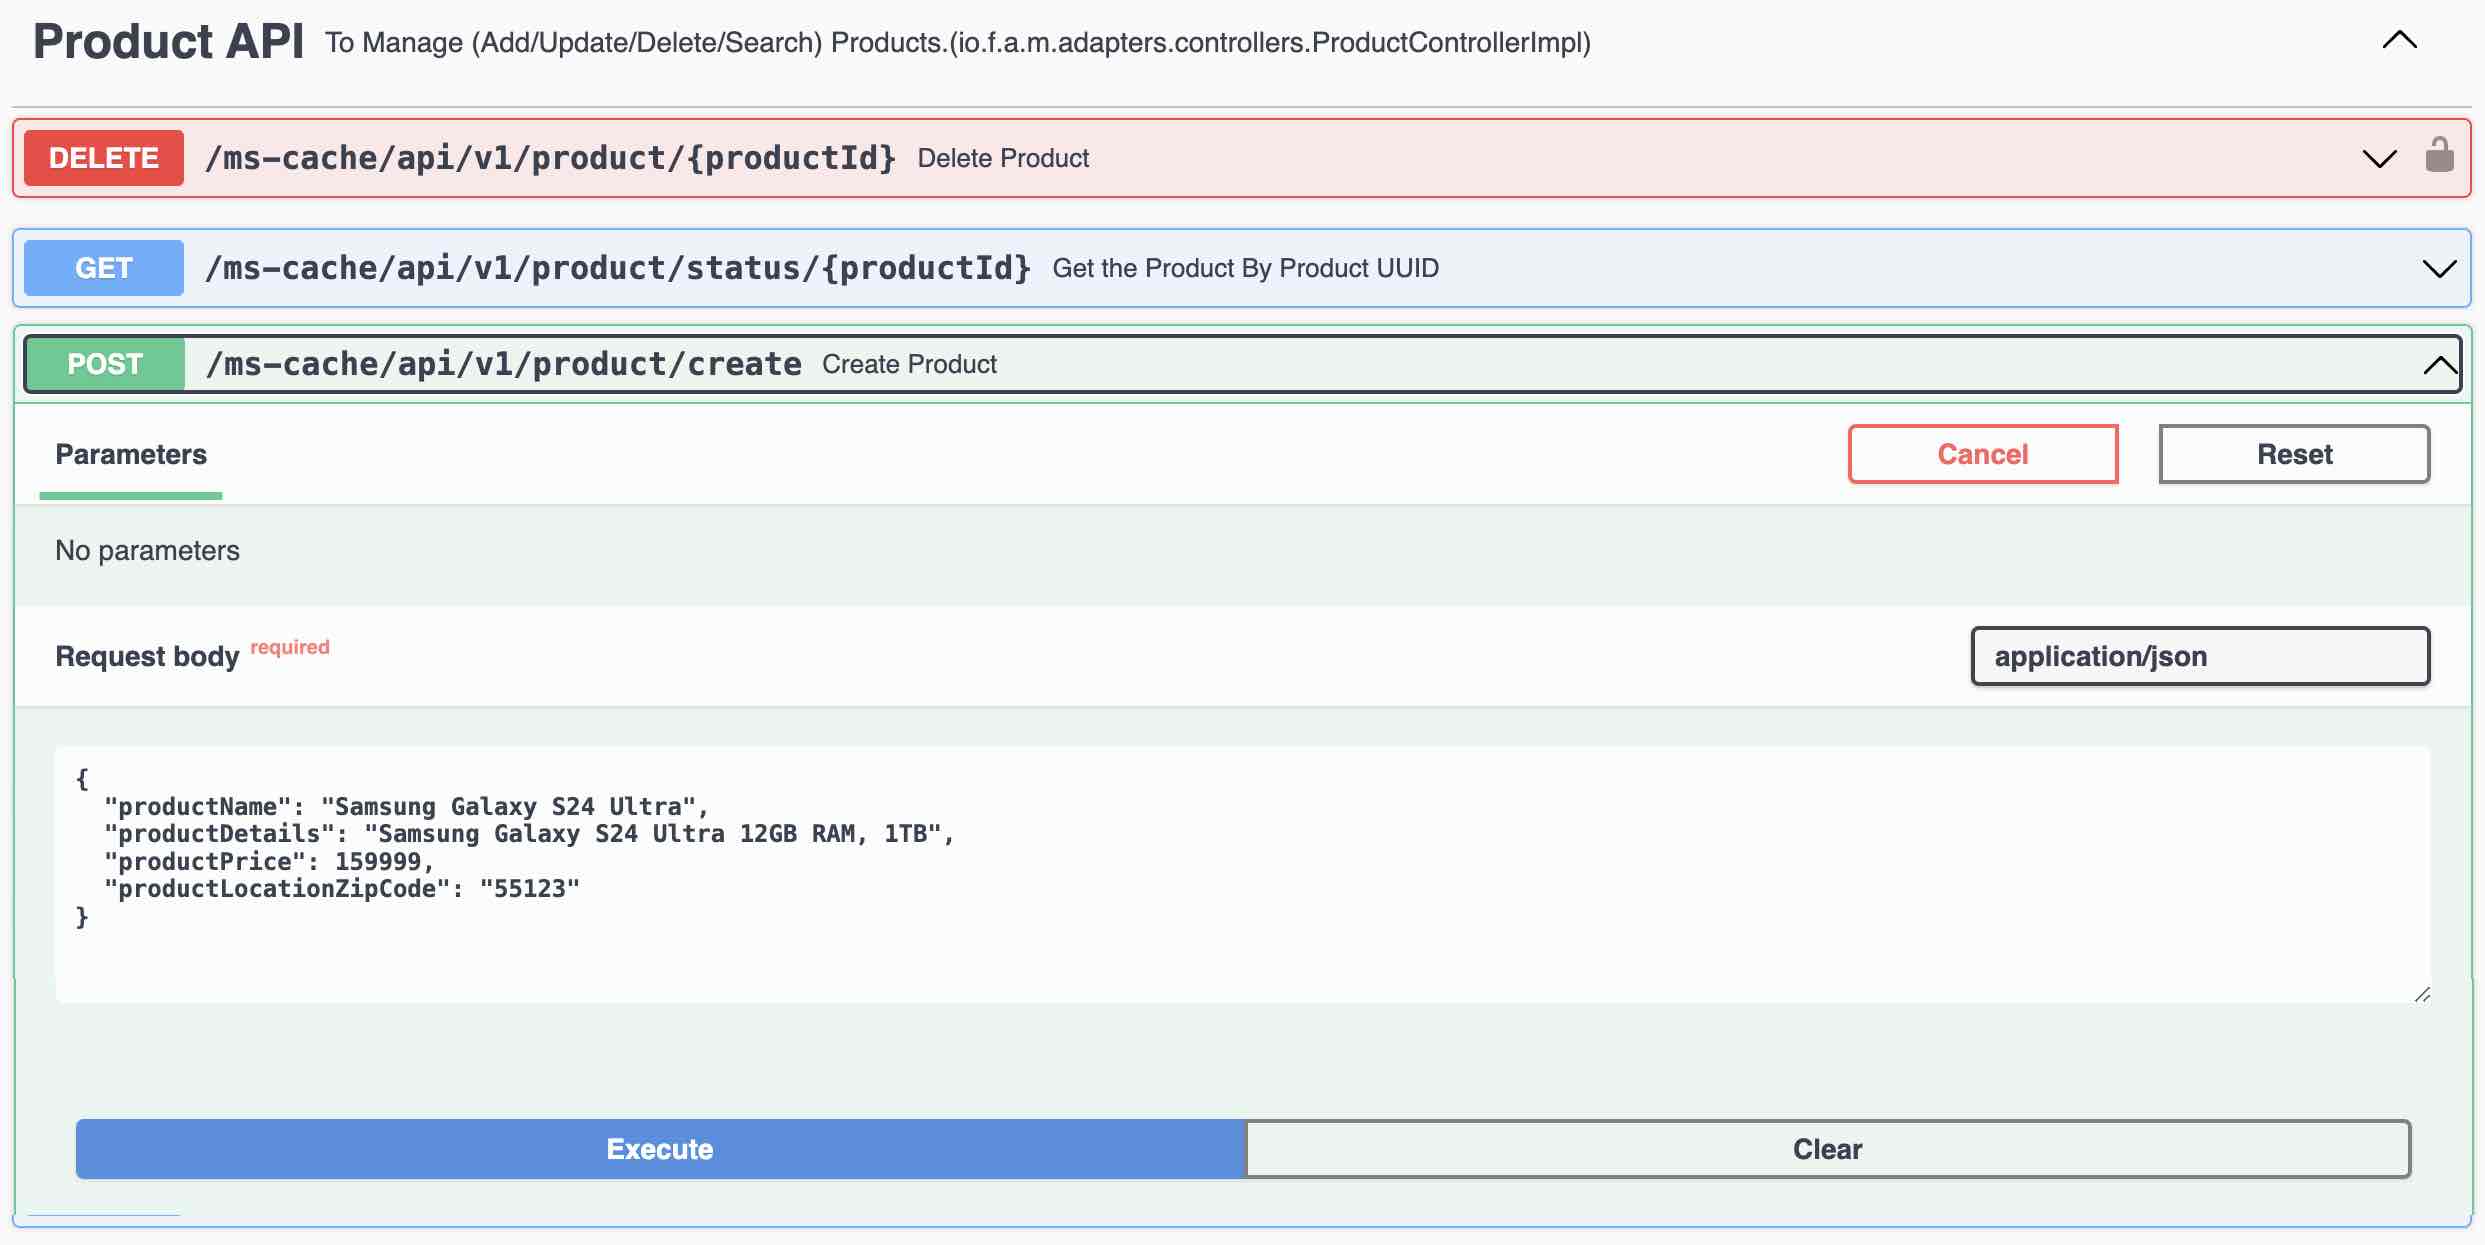 Product API To Manage (Add/Update/Delete/Search) Products.(io.f.a.m.adapters.controllers.ProductControllerImpl)
DELETE /ms-cache/api/v1/product/{productId} Delete Product
GET /ms-cache/api/v1/product/status/{productId} Get the Product By Product UUID
POST /ms-cache/api/v1/product/create Create Product
Parameters Cancel Reset
No parameters
Request body required application/json
{
  "productName": "Samsung Galaxy S24 Ultra",
  "productDetails": "Samsung Galaxy S24 Ultra 12GB RAM, 1TB",
  "productPrice": 159999,
  "productLocationZipCode": "55123"
}
Execute Clear